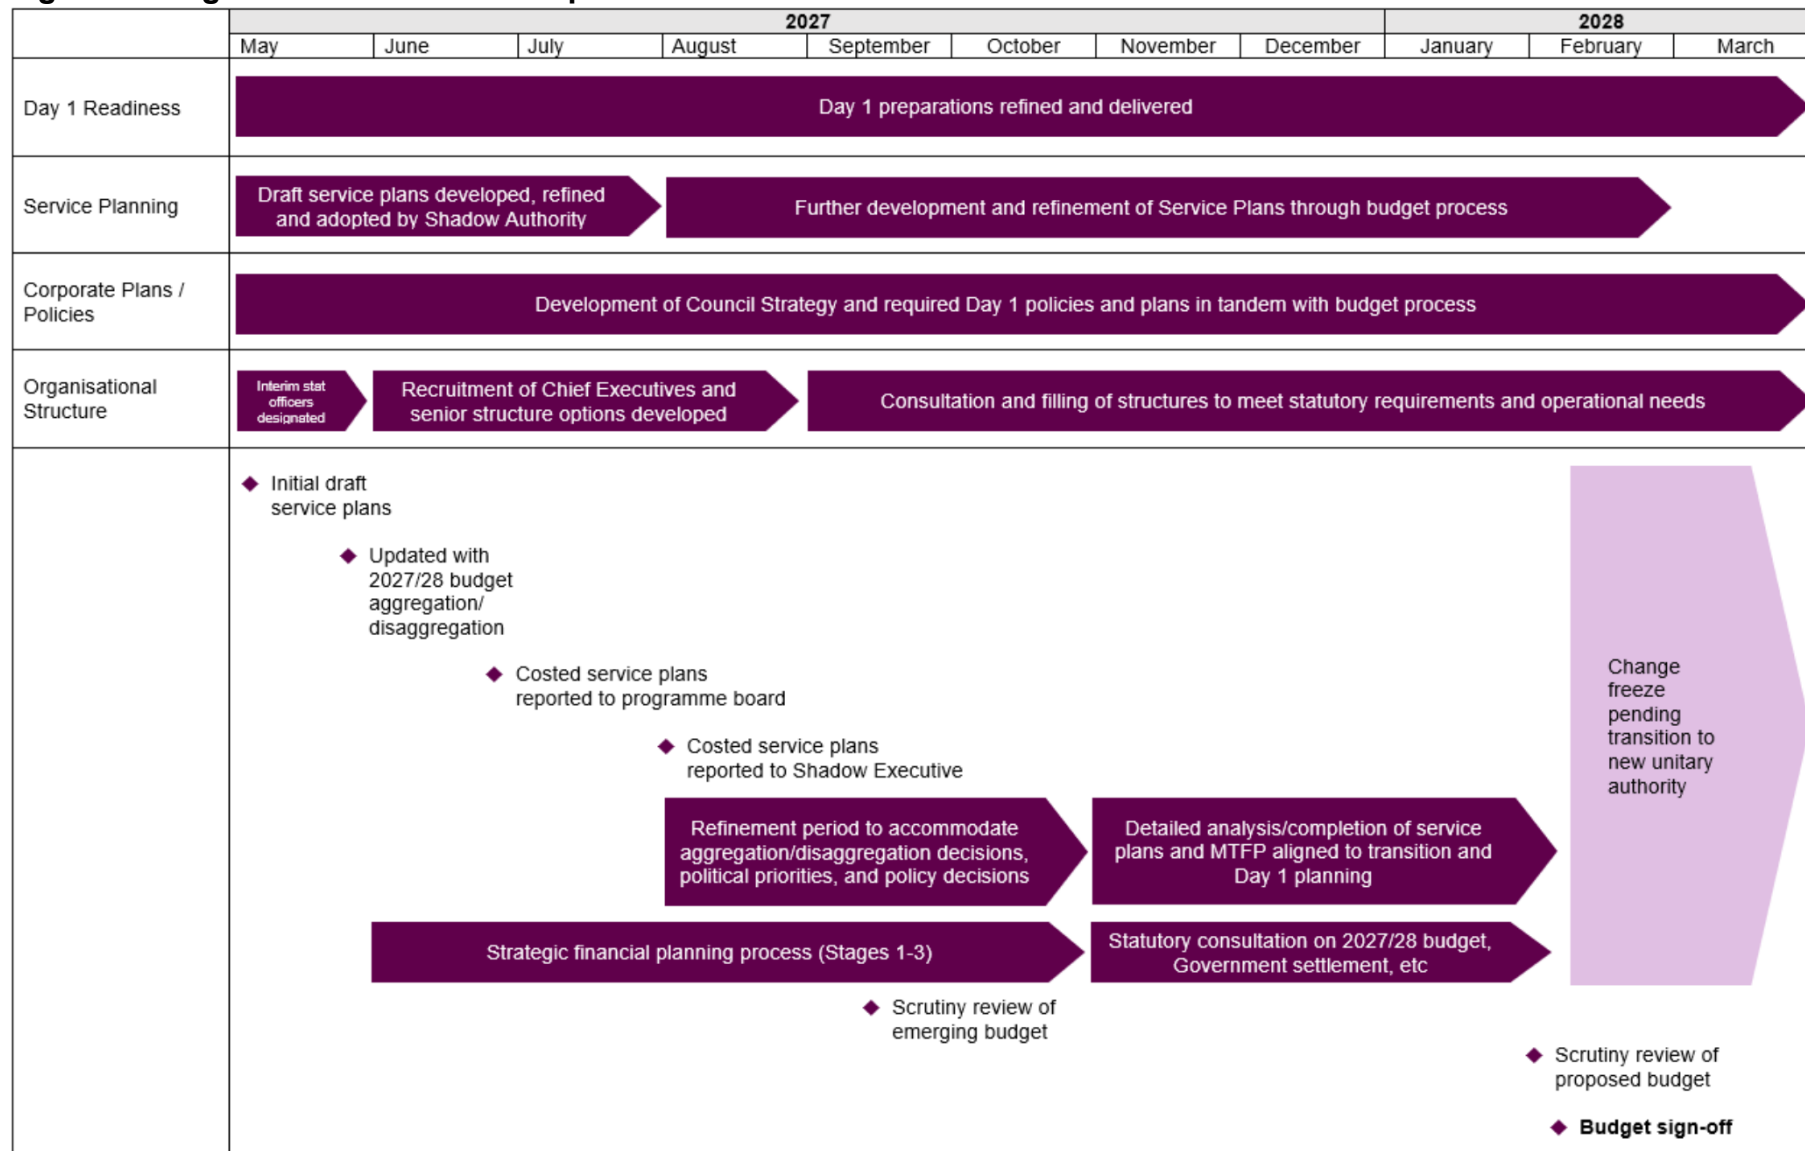 2027
2028
May
June
July
August
September
October
November
December
January
February
March
Day 1 Readiness
Day 1 preparations refined and delivered
Service Planning
Draft service plans developed, refined
and adopted by Shadow Authority
Further development and refinement of Service Plans through budget process
Corporate Plans /
Policies
Development of Council Strategy and required Day 1 policies and plans in tandem with budget process
Organisational
Structure
Interim stat
officers
designated
Recruitment of Chief Executives and
senior structure options developed
Consultation and filling of structures to meet statutory requirements and operational needs
Initial draft
service plans
Updated with
2027/28 budget
aggregation/
disaggregation
Costed service plans
reported to programme board
Costed service plans
reported to Shadow Executive
Change
freeze
pending
transition to
new unitary
authority
Refinement period to accommodate
aggregation/disaggregation decisions,
political priorities, and policy decisions
Detailed analysis/completion of service
plans and MTFP aligned to transition and
Day 1 planning
Strategic financial planning process (Stages 1-3)
Statutory consultation on 2027/28 budget,
Government settlement, etc
Scrutiny review of
emerging budget
Scrutiny review of
proposed budget
Budget sign-off